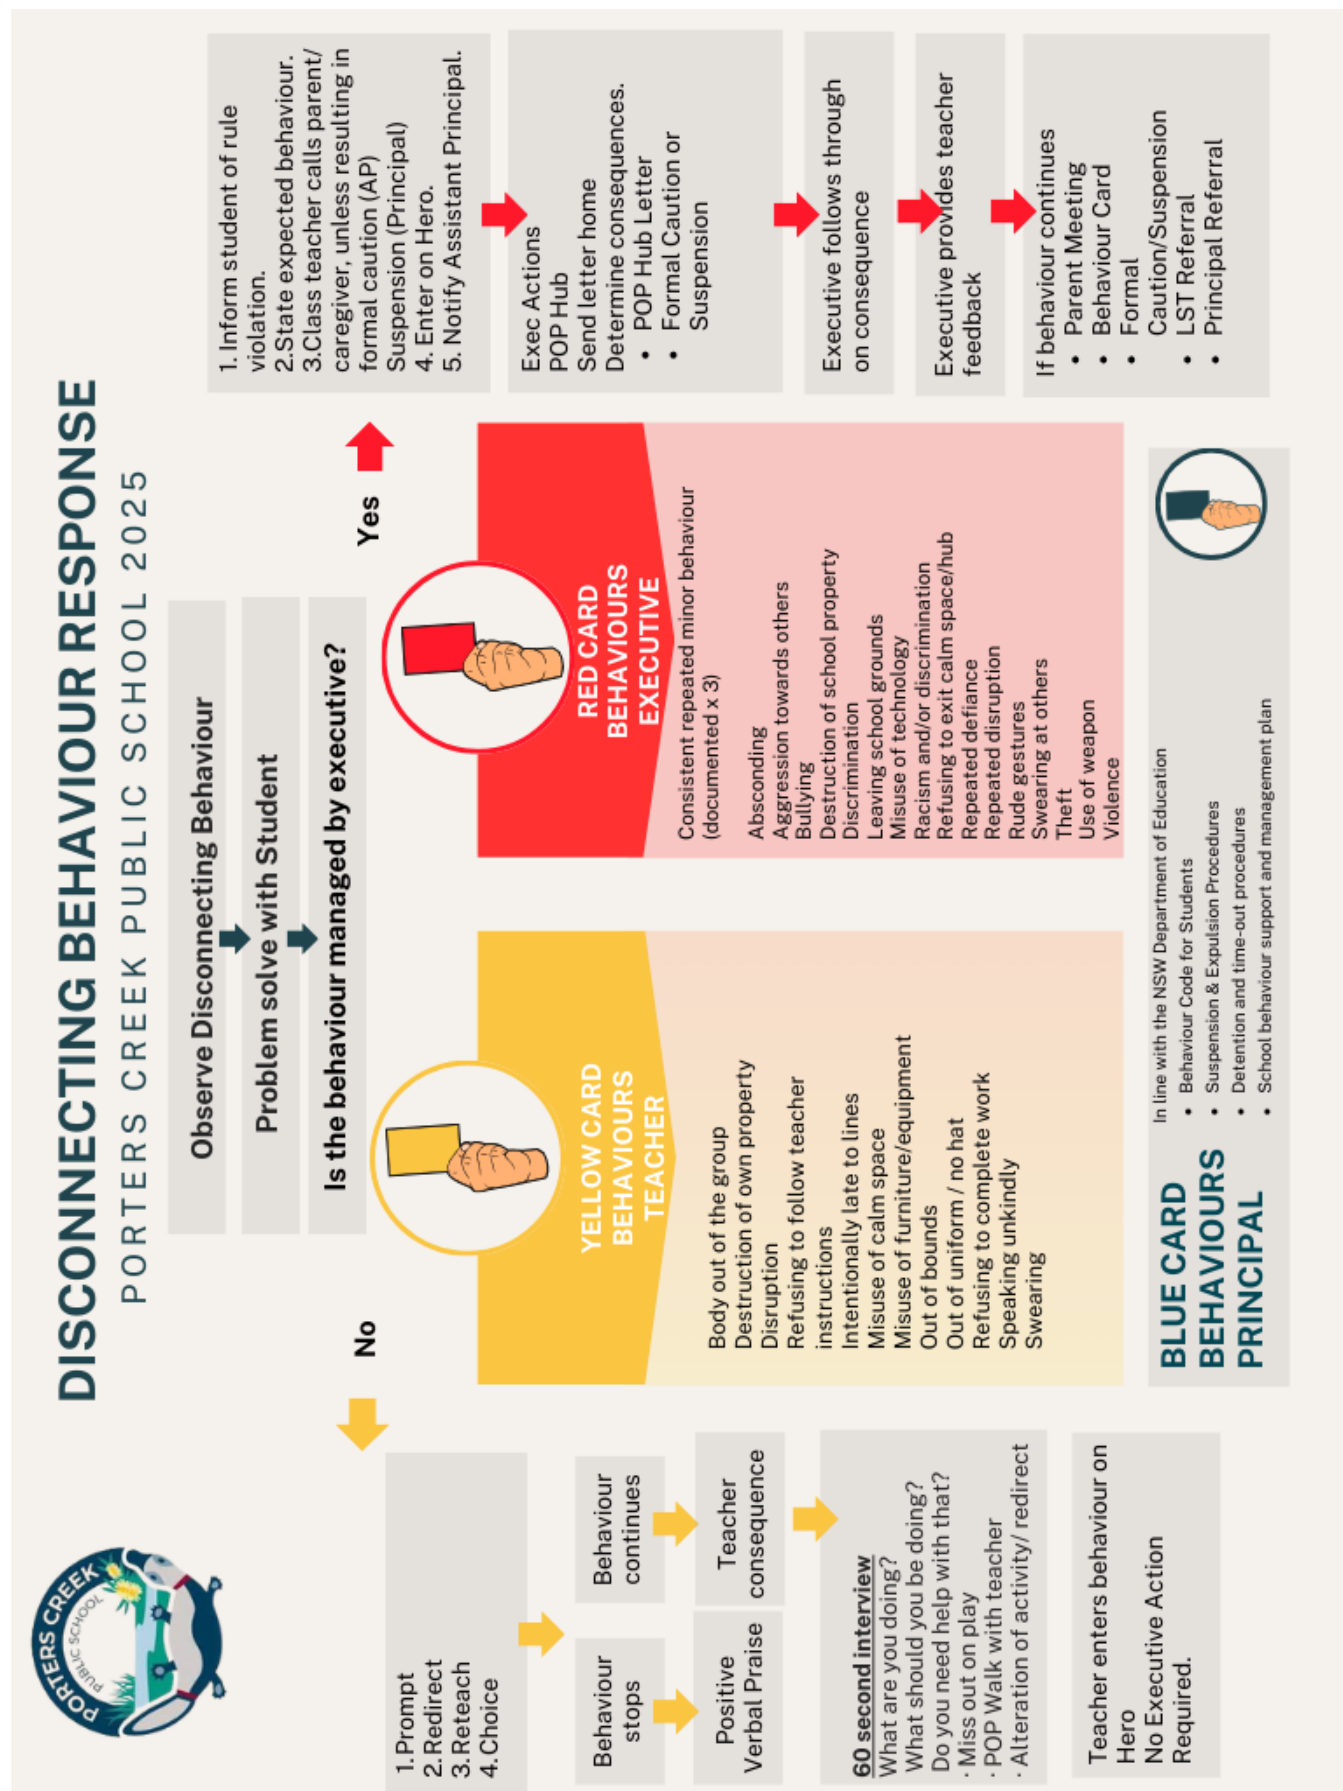 PORTERS CREEK
PUBLIC SCHOOL
DISCONNECTING BEHAVIOUR RESPONSE
PORTERS CREEK PUBLIC SCHOOL 2025
Observe Disconnecting Behaviour
Problem solve with Student
Is the behaviour managed by executive?
No
Yes
1. Prompt
2. Redirect
3. Reteach
4. Choice
Behaviour
stops
Behaviour
continues
Positive
Verbal Praise
Teacher
consequence
60 second interview
What are you doing?
What should you be doing?
Do you need help with that?
· Miss out on play
· POP Walk with teacher
· Alteration of activity/ redirect
Teacher enters behaviour on
Hero
No Executive Action
Required.
YELLOW CARD
BEHAVIOURS
TEACHER
Body out of the group
Destruction of own property
Disruption
Refusing to follow teacher
instructions
Intentionally late to lines
Misuse of calm space
Misuse of furniture/equipment
Out of bounds
Out of uniform / no hat
Refusing to complete work
Speaking unkindly
Swearing
RED CARD
BEHAVIOURS
EXECUTIVE
Consistent repeated minor behaviour
(documented x 3)
Absconding
Aggression towards others
Bullying
Destruction of school property
Discrimination
Leaving school grounds
Misuse of technology
Racism and/or discrimination
Refusing to exit calm space/hub
Repeated defiance
Repeated disruption
Rude gestures
Swearing at others
Theft
Use of weapon
Violence
1. Inform student of rule
violation.
2.State expected behaviour.
3.Class teacher calls parent/
caregiver, unless resulting in
formal caution (AP)
Suspension (Principal)
4. Enter on Hero.
5. Notify Assistant Principal.
Exec Actions
POP Hub
Send letter home
Determine consequences.
• POP Hub Letter
• Formal Caution or
Suspension
Executive follows through
on consequence
Executive provides teacher
feedback
If behaviour continues
• Parent Meeting
• Behaviour Card
• Formal
Caution/Suspension
• LST Referral
• Principal Referral
BLUE CARD
BEHAVIOURS
PRINCIPAL
In line with the NSW Department of Education
• Behaviour Code for Students
• Suspension & Expulsion Procedures
• Detention and time-out procedures
• School behaviour support and management plan